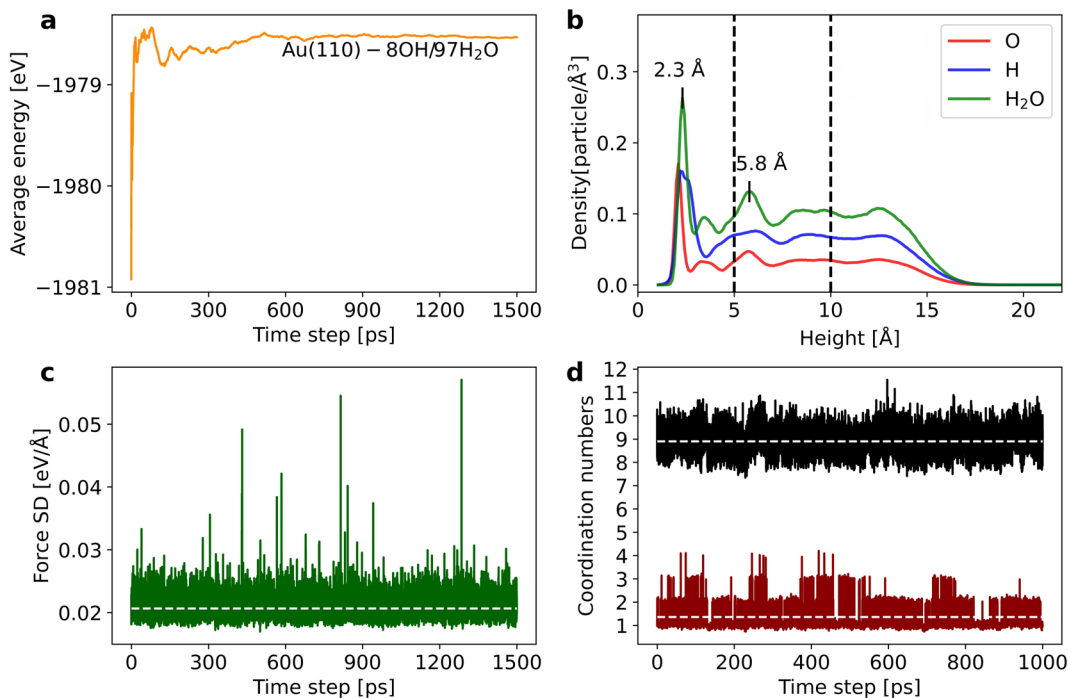 a
Average energy [eV]
−1979
−1980
−1981
Au(110) − 8OH/97H₂O
0 300 600 900 1200 1500
Time step [ps]
b
Density[particle/Å³]
0.3
0.2
0.1
0.0
2.3 Å
5.8 Å
O
H
H₂O
0 5 10 15 20
Height [Å]
c
Force SD [eV/Å]
0.05
0.04
0.03
0.02
0 300 600 900 1200 1500
Time step [ps]
d
Coordination numbers
12
11
10
9
8
7
6
5
4
3
2
1
0 200 400 600 800 1000
Time step [ps]